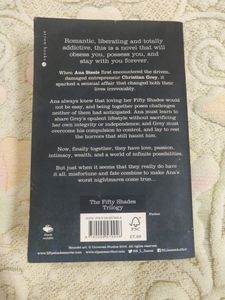 arrow books
Romantic, liberating and totally
addictive, this is a novel that will
obsess you, possess you, and
stay with you forever.
When Ana Steele first encountered the driven,
damaged entrepreneur Christian Grey, it
sparked a sensual affair that changed both their
lives irrevocably.
Ana always knew that loving her Fifty Shades would
not be easy, and being together poses challenges
neither of them had anticipated. Ana must learn to
share Grey's opulent lifestyle without sacrificing her
own integrity or independence; and Grey must
overcome his compulsion to control, and lay to rest
the horrors that still haunt him.
Now, finally together, they have love, passion,
intimacy, wealth, and a world of infinite possibilities.
But just when it seems that they really do have
it all, misfortune and fate combine to make Ana's
worst nightmares come true...
The Fifty Shades
Trilogy
Fiction
FSC
£7.99